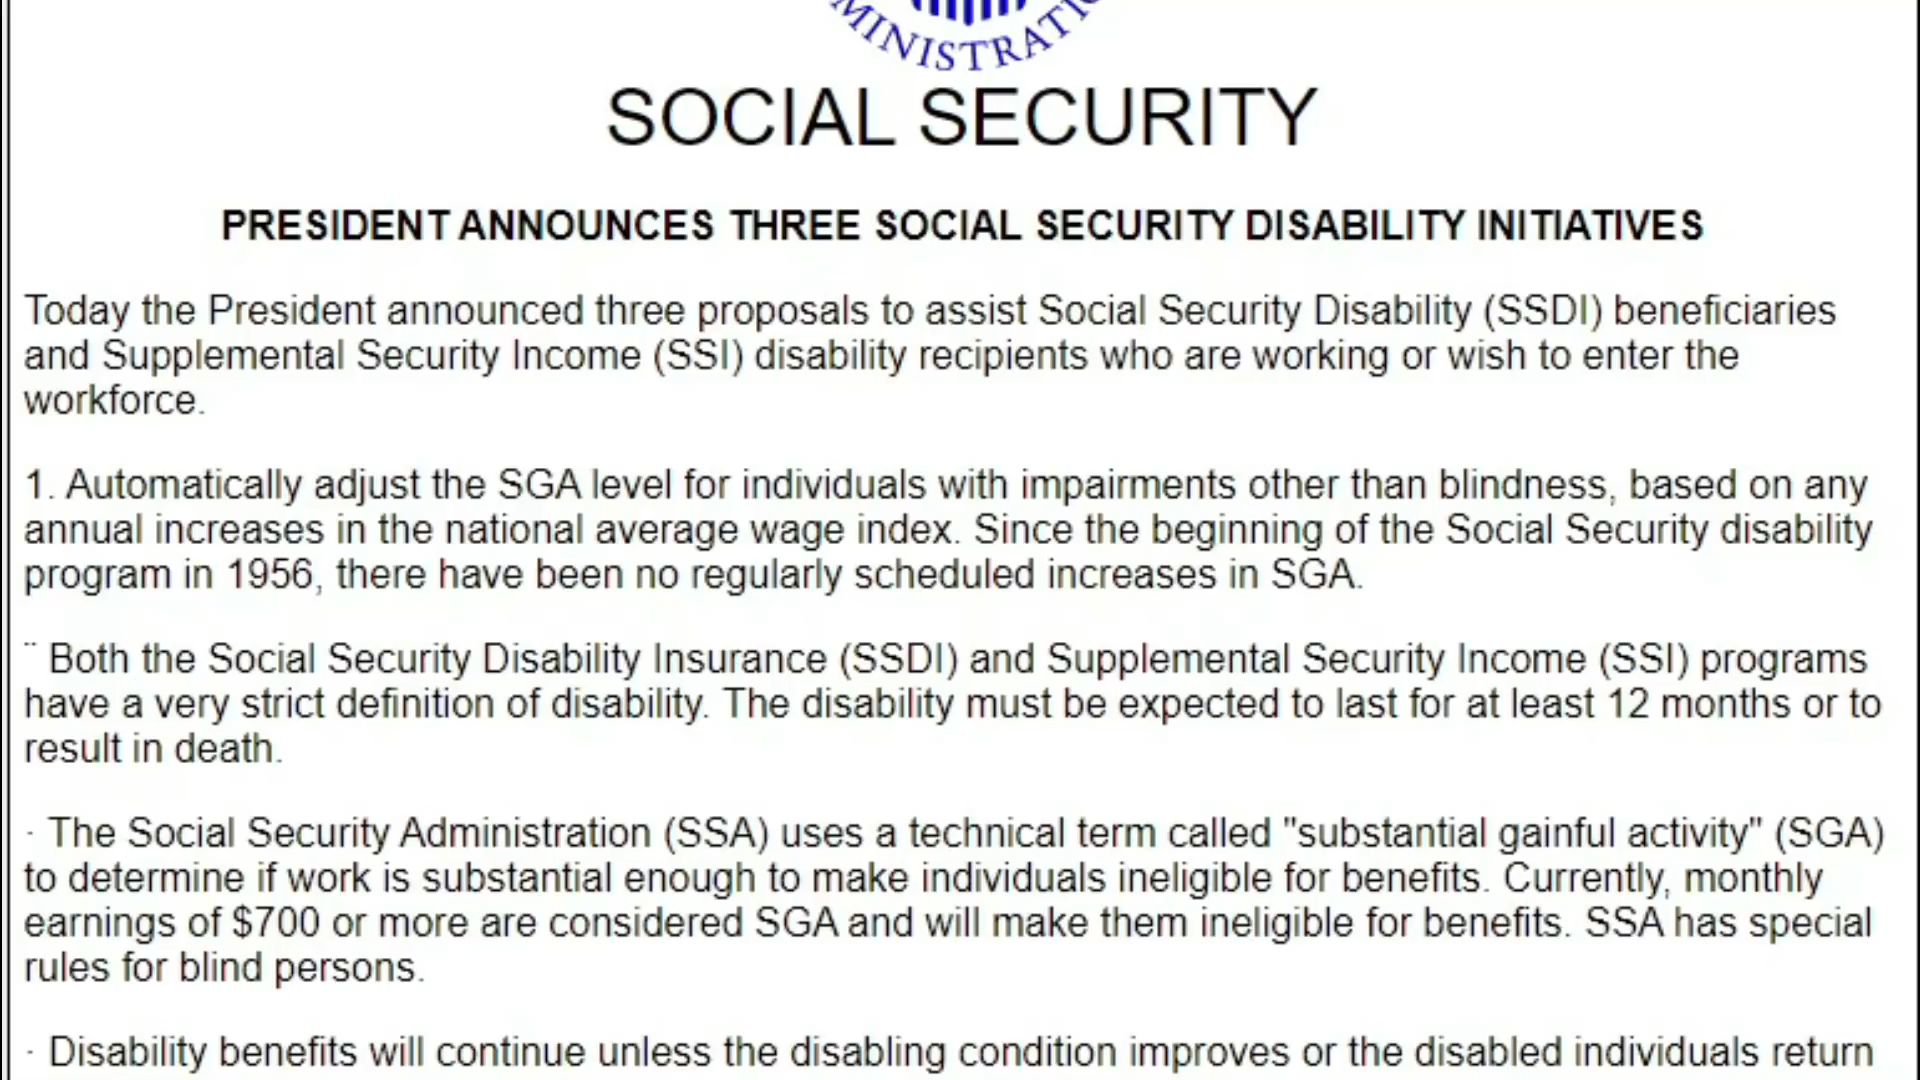 MINISTRATI
SOCIAL SECURITY
PRESIDENT ANNOUNCES THREE SOCIAL SECURITY DISABILITY INITIATIVES
Today the President announced three proposals to assist Social Security Disability (SSDI) beneficiaries
and Supplemental Security Income (SSI) disability recipients who are working or wish to enter the
workforce.
1. Automatically adjust the SGA level for individuals with impairments other than blindness, based on any
annual increases in the national average wage index. Since the beginning of the Social Security disability
program in 1956, there have been no regularly scheduled increases in SGA.
¨ Both the Social Security Disability Insurance (SSDI) and Supplemental Security Income (SSI) programs
have a very strict definition of disability. The disability must be expected to last for at least 12 months or to
result in death.
· The Social Security Administration (SSA) uses a technical term called "substantial gainful activity" (SGA)
to determine if work is substantial enough to make individuals ineligible for benefits. Currently, monthly
earnings of $700 or more are considered SGA and will make them ineligible for benefits. SSA has special
rules for blind persons.
· Disability benefits will continue unless the disabling condition improves or the disabled individuals return